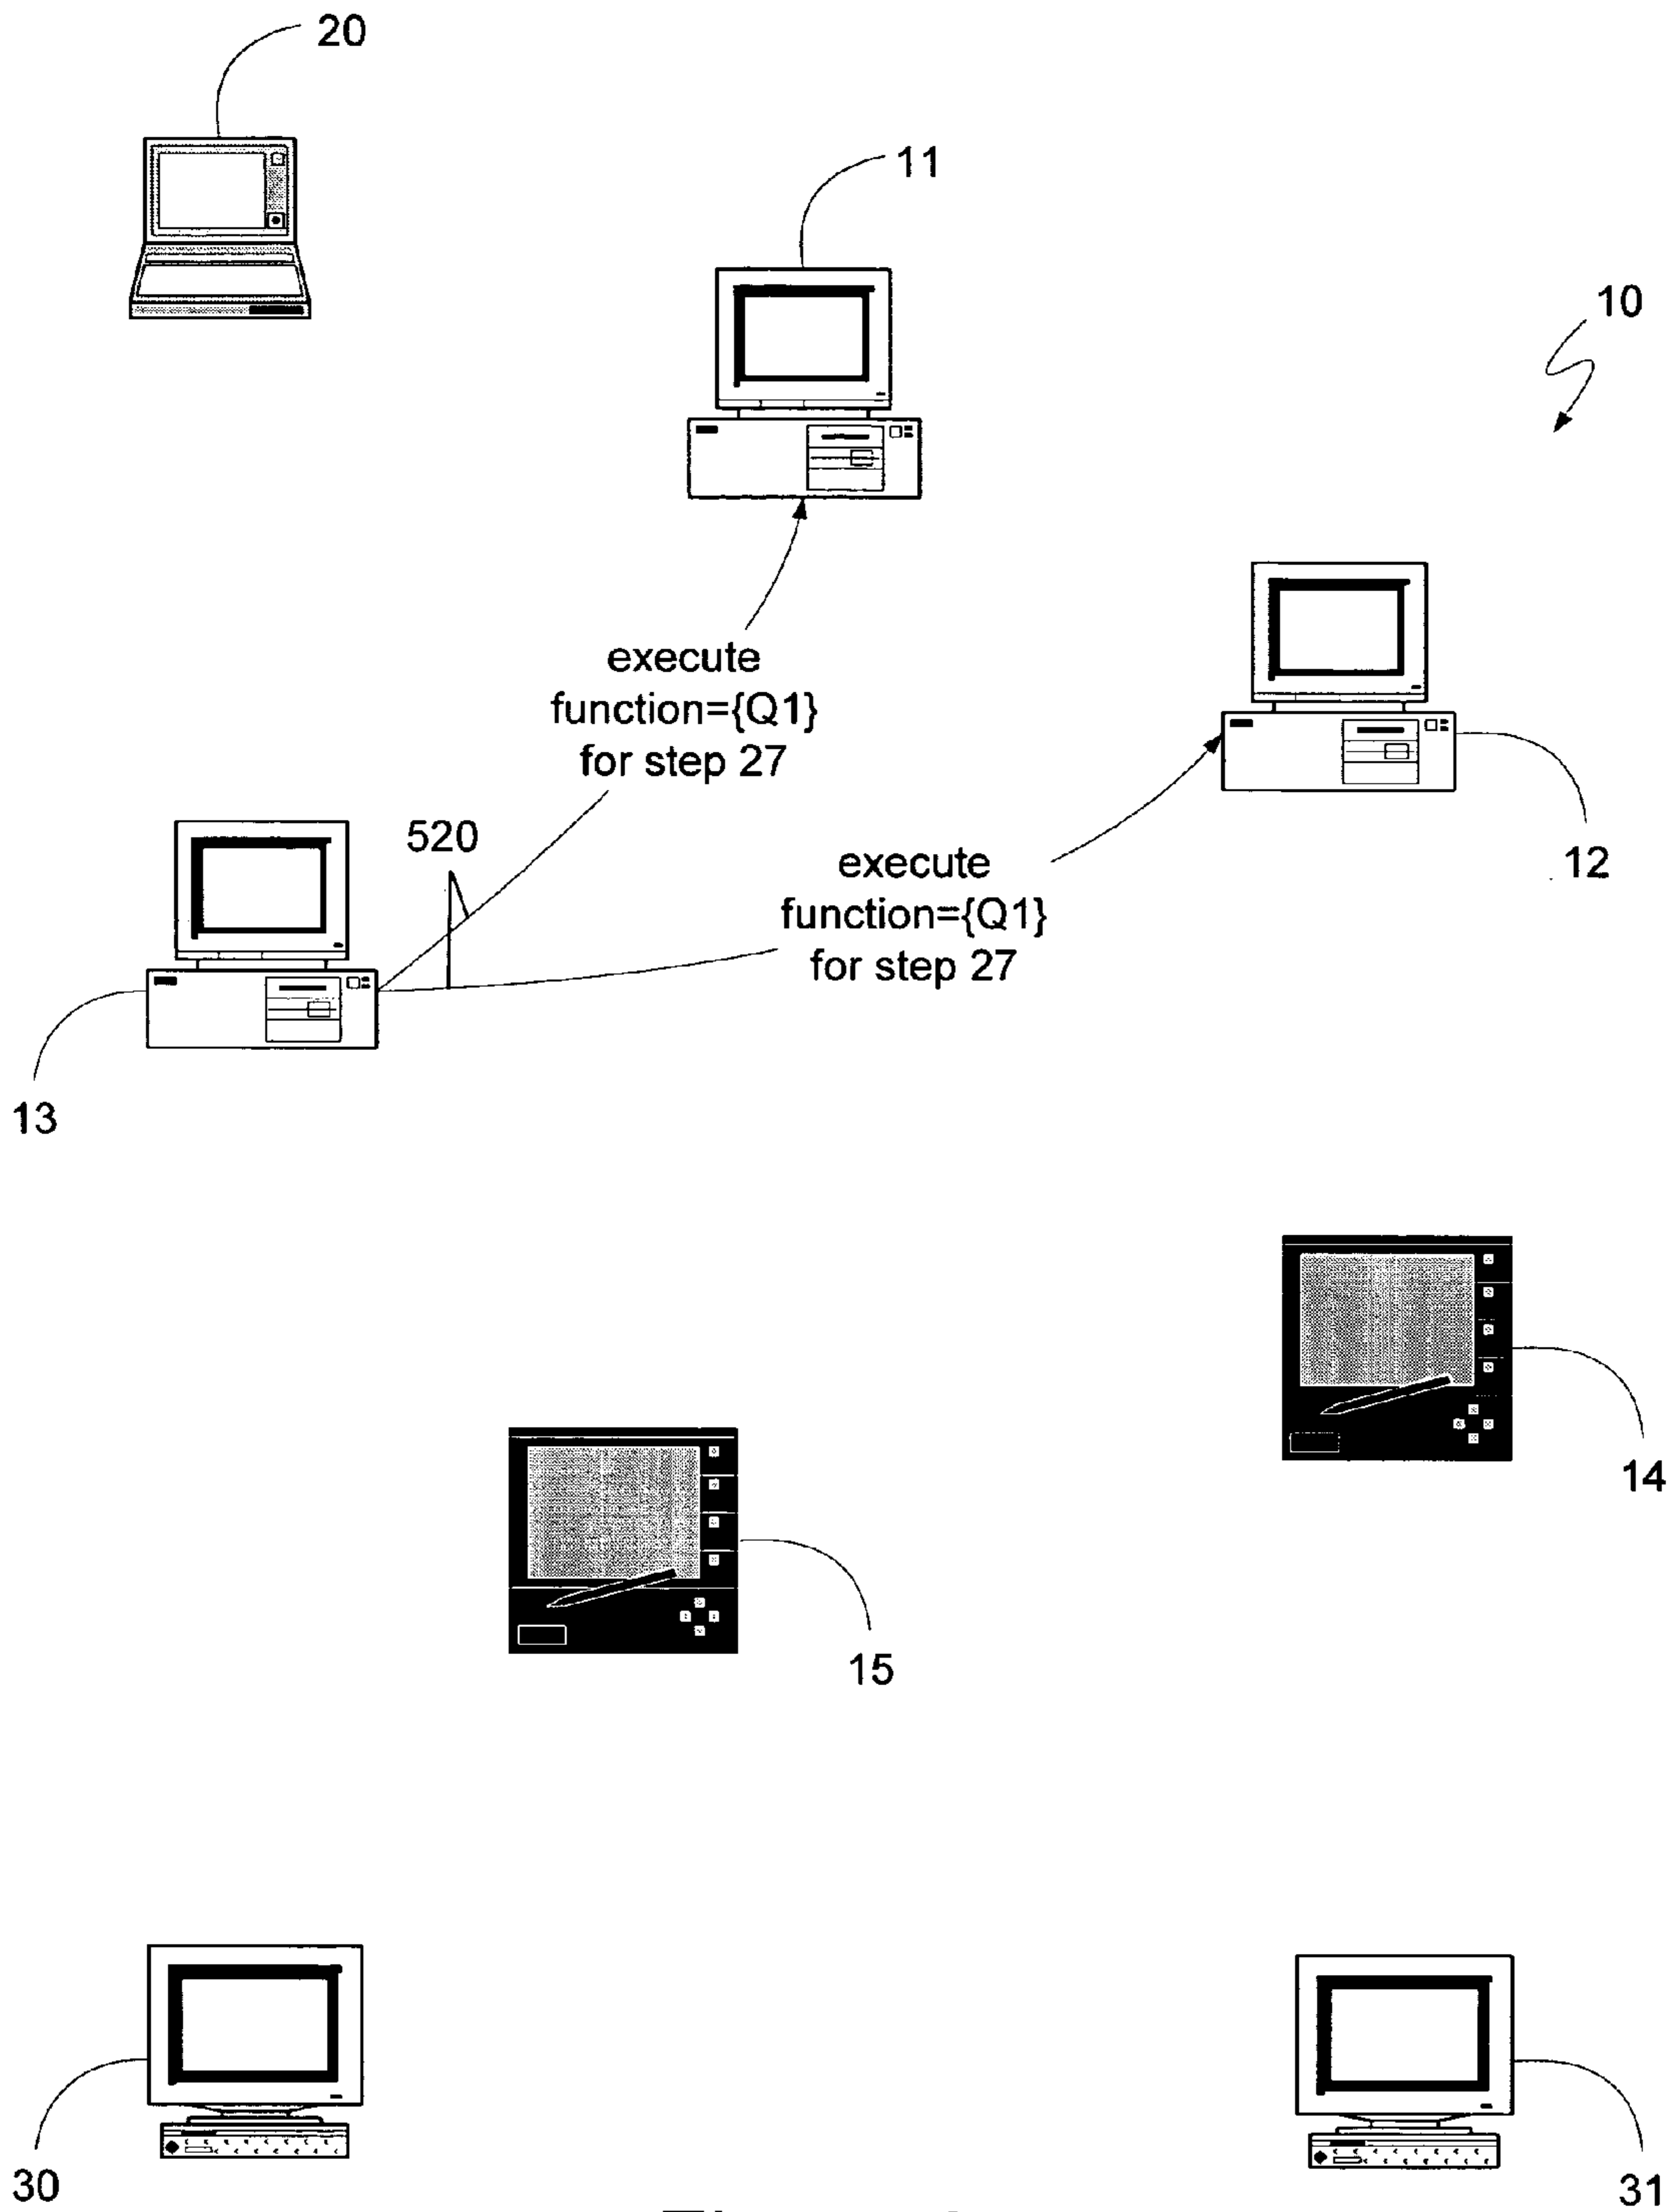 20
11
10
execute
function={Q1}
for step 27
12
520
execute
function={Q1}
for step 27
13
14
15
30
31